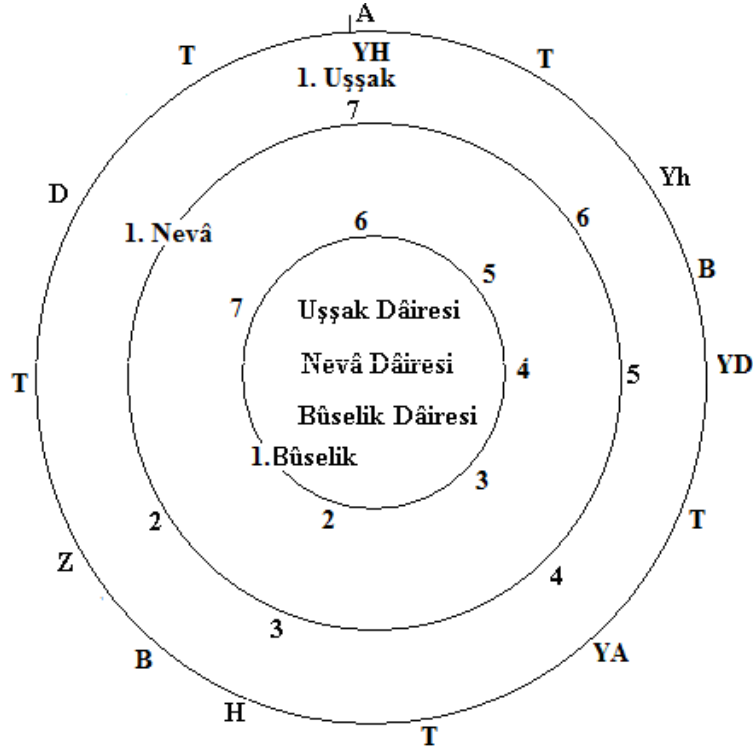 A
T
YH
T
1. Uşşak
7
D
Yh
1. Nevâ
6
6
B
5
7
Uşşak Dâiresi
T
Nevâ Dâiresi
4
5
YD
Bûselik Dâiresi
1.Bûselik
3
2
2
T
Z
4
3
B
YA
H
T